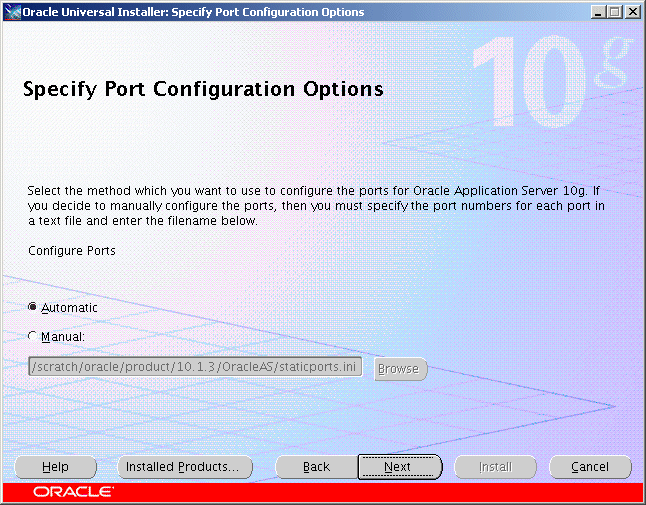 Oracle Universal Installer: Specify Port Configuration Options
10g
Specify Port Configuration Options
Select the method which you want to use to configure the ports for Oracle Application Server 10g. If
you decide to manually configure the ports, then you must specify the port numbers for each port in
a text file and enter the filename below.
Configure Ports
Automatic
Manual:
/scratch/oracle/product/10.1.3/OracleAS/staticports.ini
Browse
Help
Installed Products...
Back
Next
Install
Cancel
ORACLE